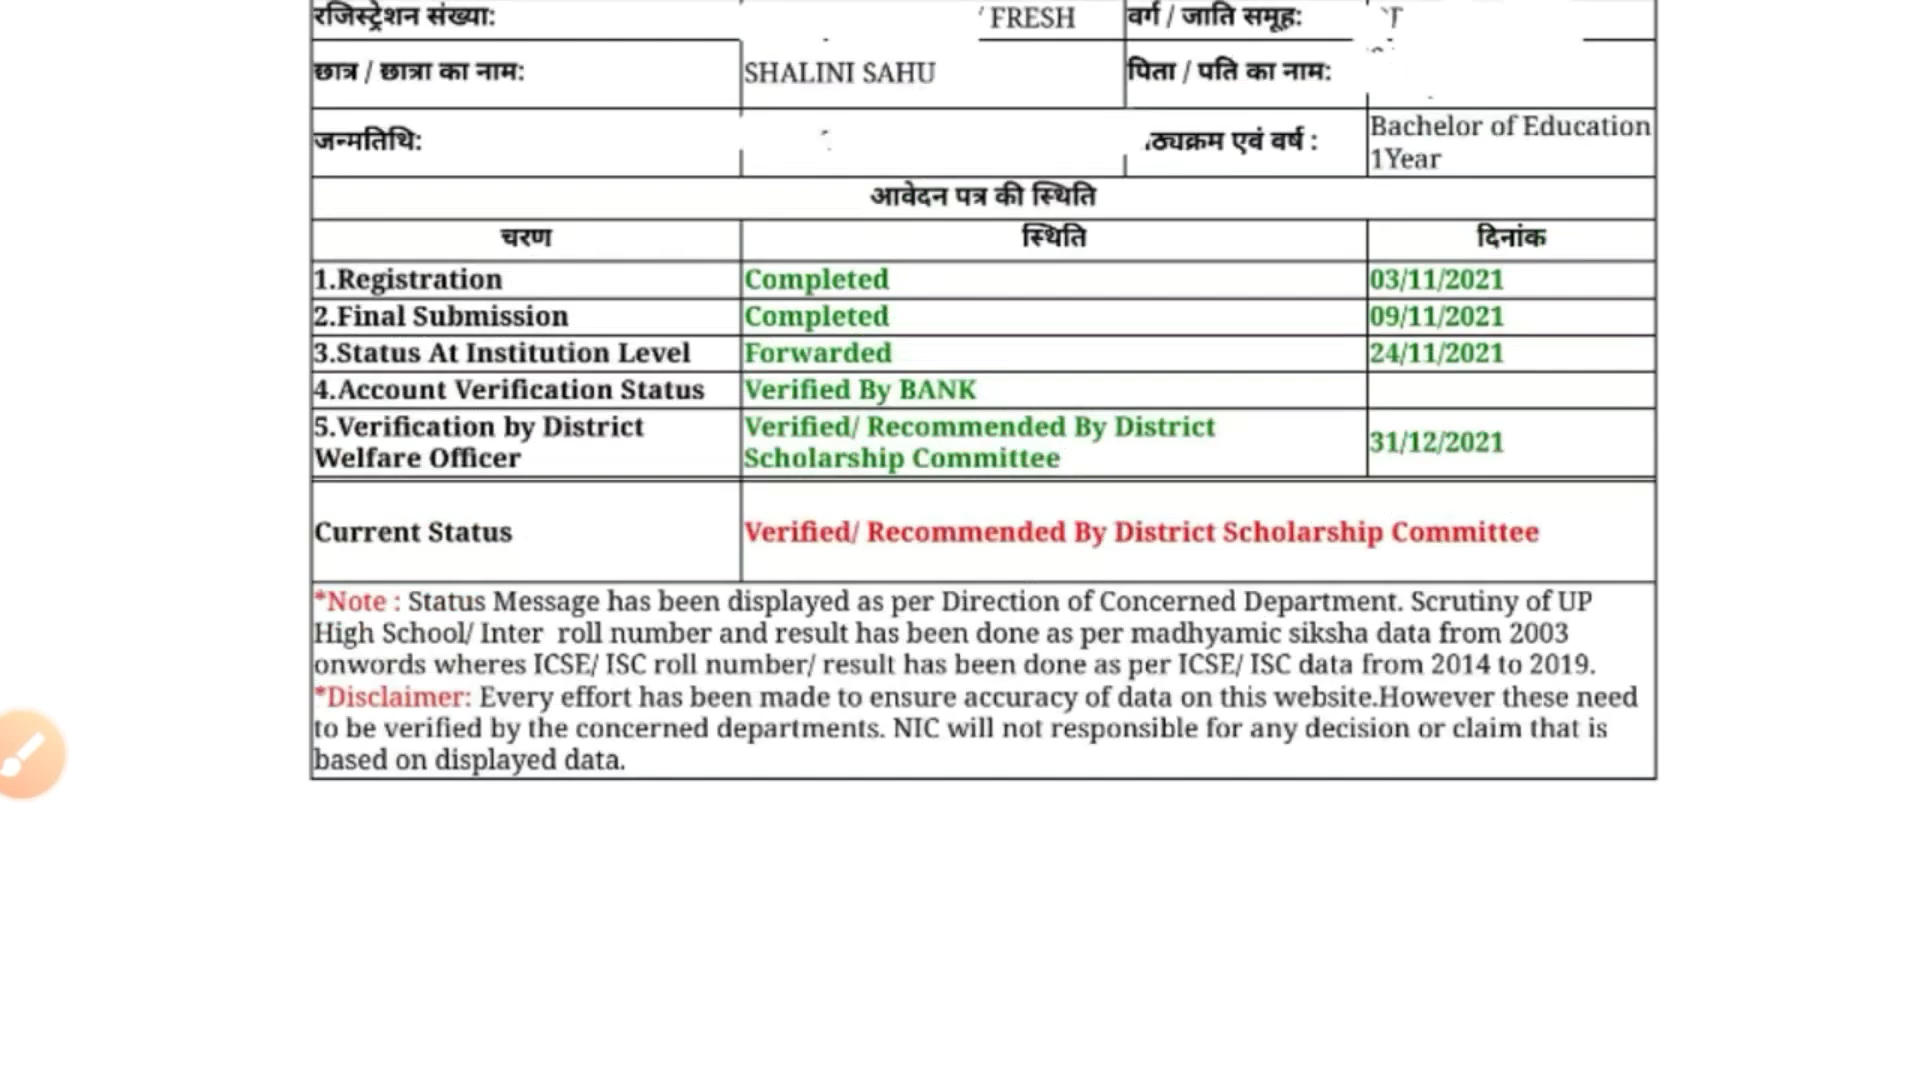 रजिस्ट्रेशन संख्या: FRESH वर्ग / जाति समूह:
छात्र / छात्रा का नाम: SHALINI SAHU पिता / पति का नाम:
जन्मतिथि: ठ्यक्रम एवं वर्ष : Bachelor of Education
1Year
आवेदन पत्र की स्थिति
चरण स्थिति दिनांक
1.Registration Completed 03/11/2021
2.Final Submission Completed 09/11/2021
3.Status At Institution Level Forwarded 24/11/2021
4.Account Verification Status Verified By BANK
5.Verification by District
Welfare Officer
Verified/ Recommended By District
Scholarship Committee
31/12/2021
Current Status Verified/ Recommended By District Scholarship Committee
*Note : Status Message has been displayed as per Direction of Concerned Department. Scrutiny of UP
High School/ Inter roll number and result has been done as per madhyamic siksha data from 2003
onwords wheres ICSE/ ISC roll number/ result has been done as per ICSE/ ISC data from 2014 to 2019.
*Disclaimer: Every effort has been made to ensure accuracy of data on this website.However these need
to be verified by the concerned departments. NIC will not responsible for any decision or claim that is
based on displayed data.